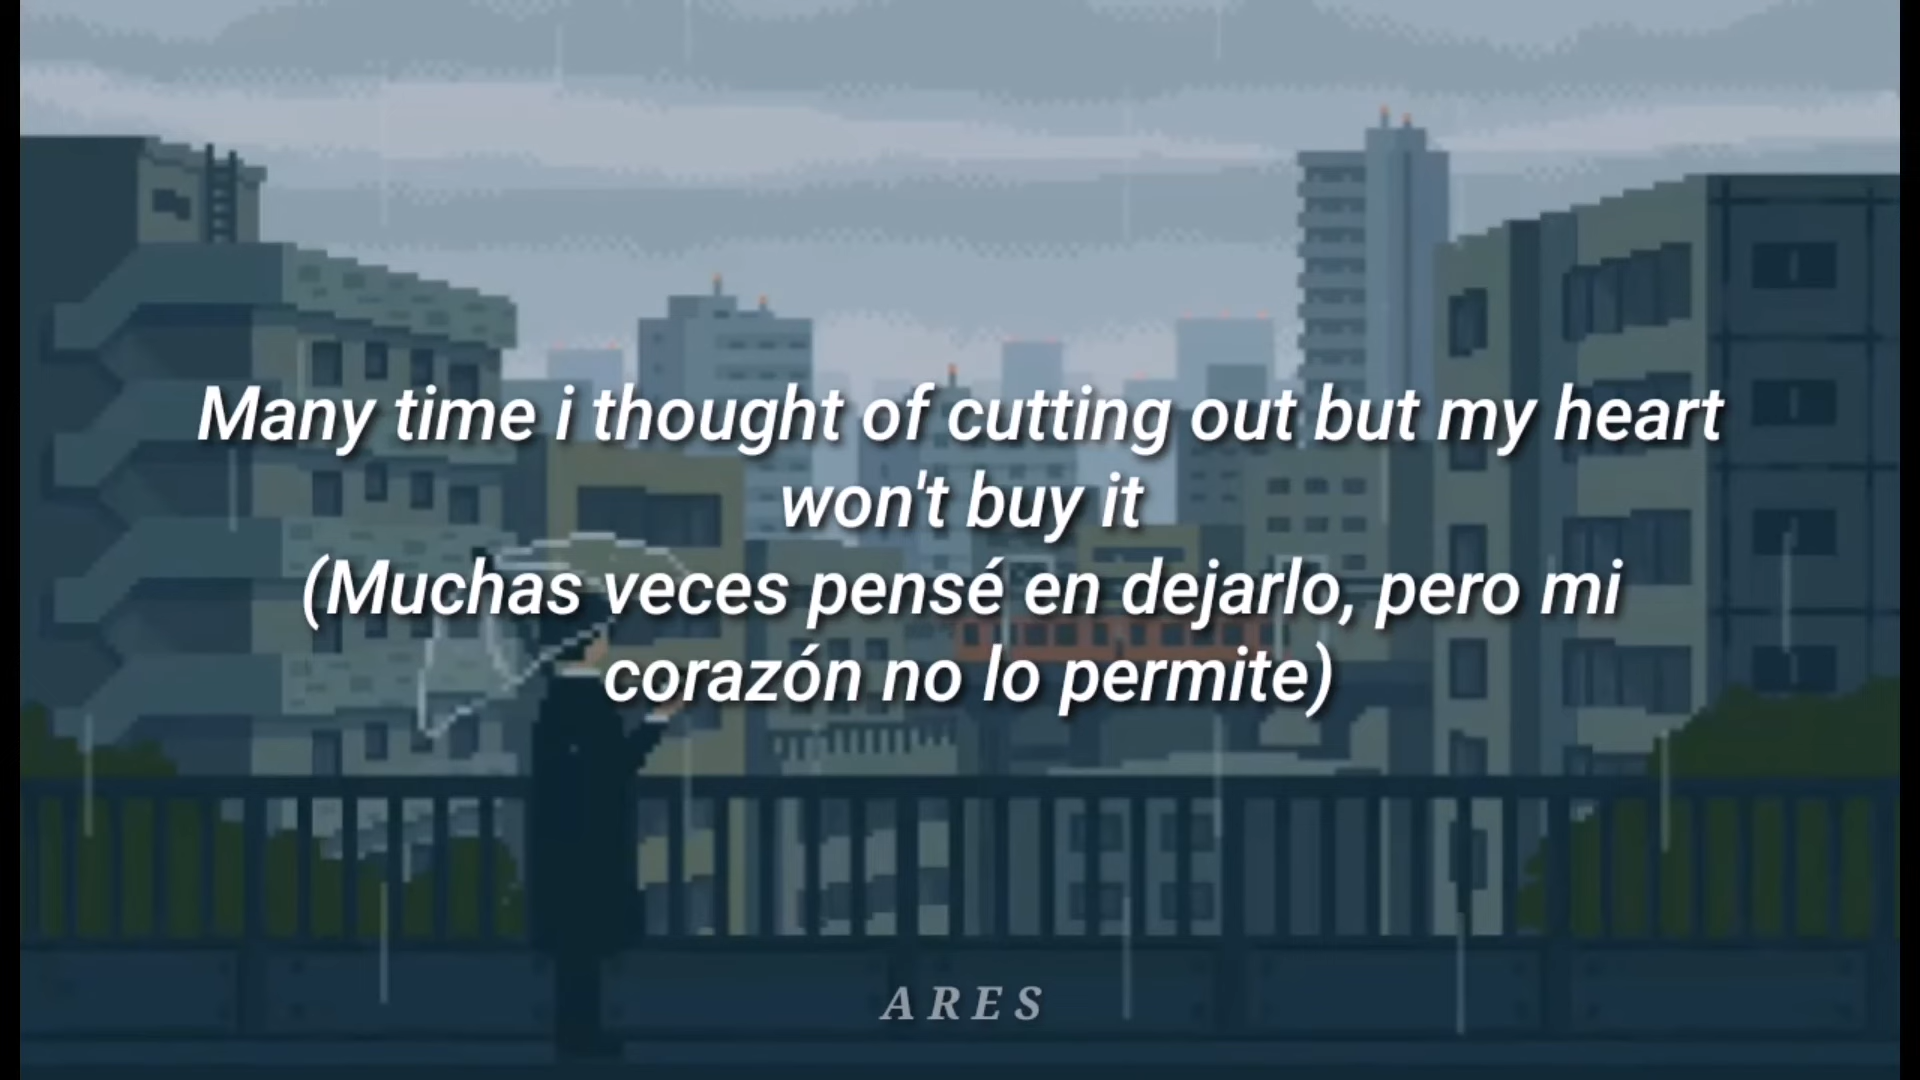 Many time i thought of cutting out but my heart
won't buy it
(Muchas veces pensé en dejarlo, pero mi
corazón no lo permite)
ARES